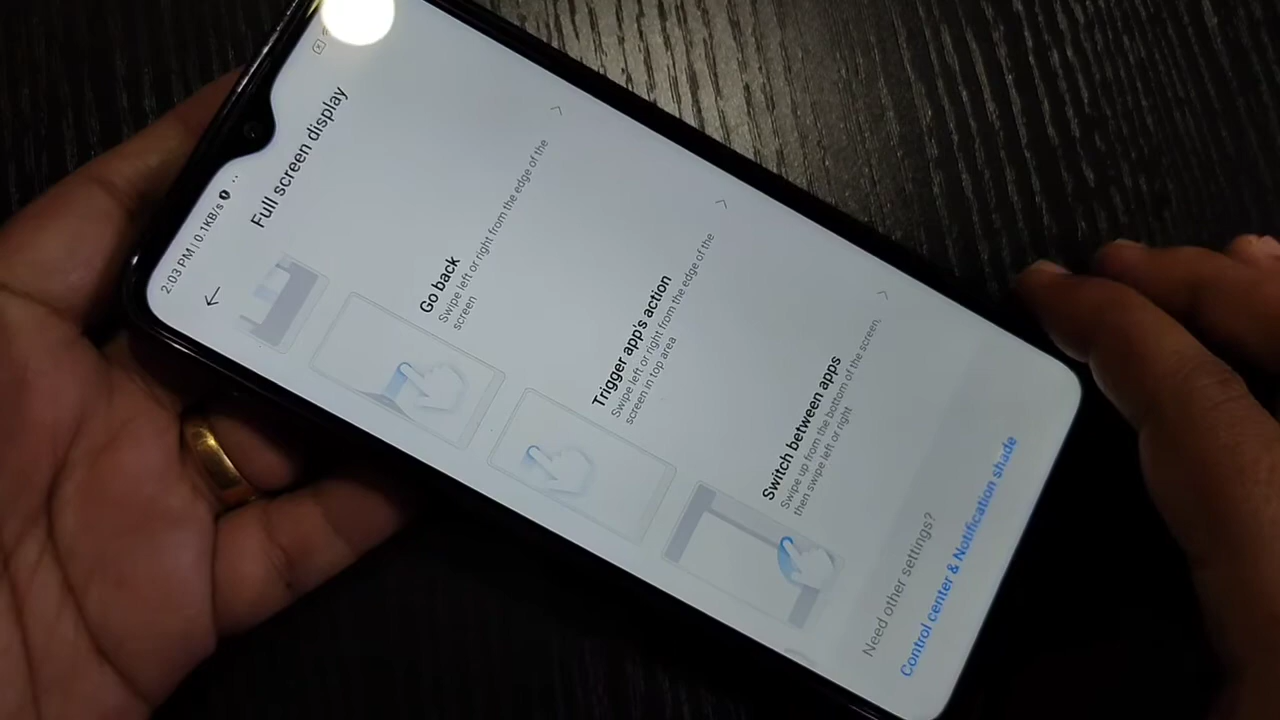 2:03 PM | 0.1KB/s
Full screen display
Go back
Swipe left or right from the edge of the
screen
Trigger app's action
Swipe left or right from the edge of the
screen in top area
Switch between apps
Swipe up from the bottom of the screen,
then swipe left or right
Need other settings?
Control center & Notification shade